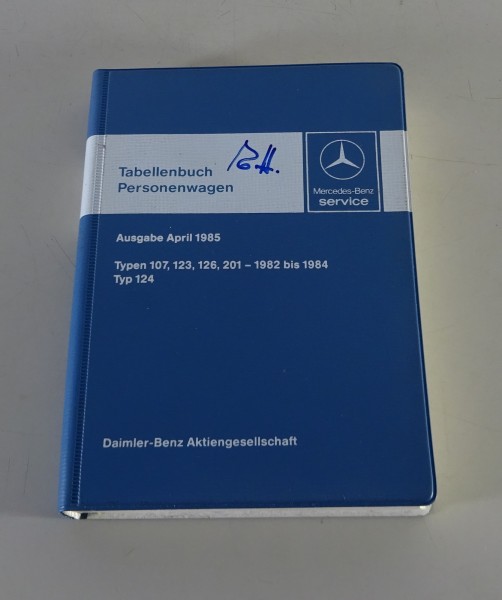 Tabellenbuch
Personenwagen
Mercedes-Benz
service
Ausgabe April 1985
Typen 107, 123, 126, 201 – 1982 bis 1984
Typ 124
Daimler-Benz Aktiengesellschaft